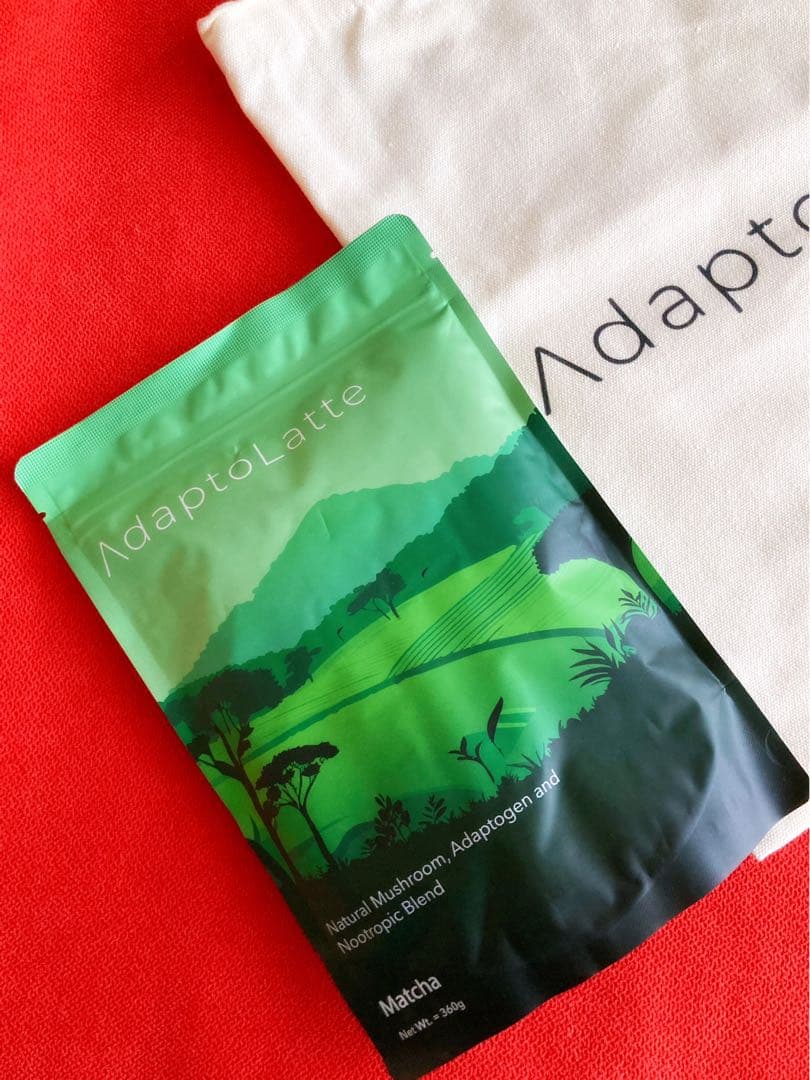 Adapto
AdaptoLatte
Natural Mushroom, Adaptogen and
Nootropic Blend
Matcha
Net Wt. = 360g